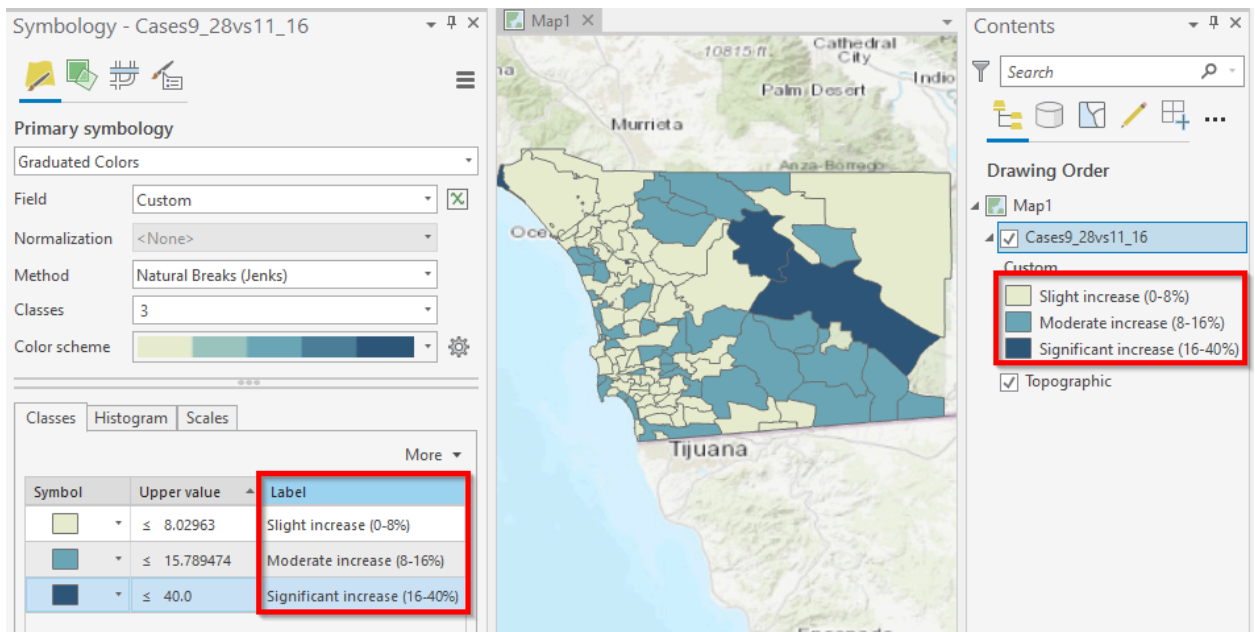 Symbology - Cases9_28vs11_16
Primary symbology
Graduated Colors
Field Custom
Normalization <None>
Method Natural Breaks (Jenks)
Classes 3
Color scheme
Classes Histogram Scales
More
Symbol Upper value Label
≤ 8.02963 Slight increase (0-8%)
≤ 15.789474 Moderate increase (8-16%)
≤ 40.0 Significant increase (16-40%)
Map1
10815 ft
Cathedral
City
na
Indio
Palm Desert
Murrieta
Anza-Borrego
Oce
Tijuana
Contents
Search
Drawing Order
Map1
Cases9_28vs11_16
Custom
Slight increase (0-8%)
Moderate increase (8-16%)
Significant increase (16-40%)
Topographic